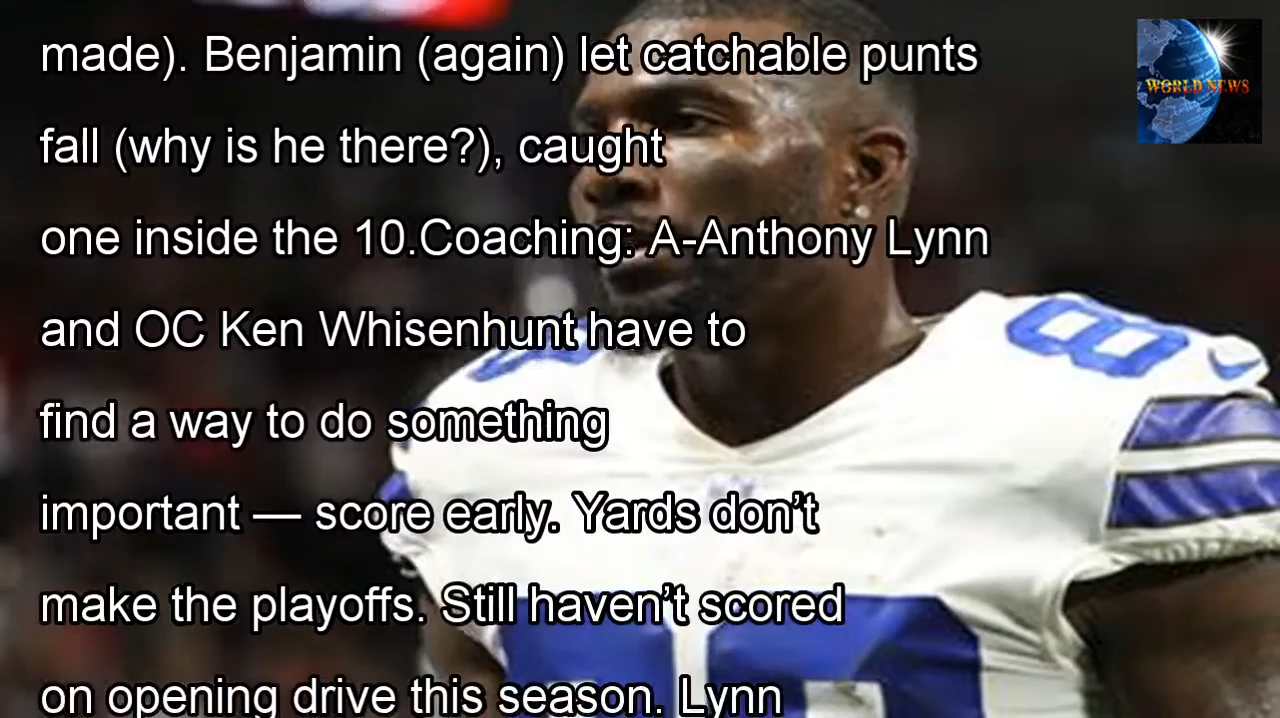 made). Benjamin (again) let catchable punts
WORLD NEWS
fall (why is he there?), caught
one inside the 10.Coaching: A-Anthony Lynn
and OC Ken Whisenhunt have to
find a way to do something
important — score early. Yards don’t
make the playoffs. Still haven’t scored
on opening drive this season. Lynn